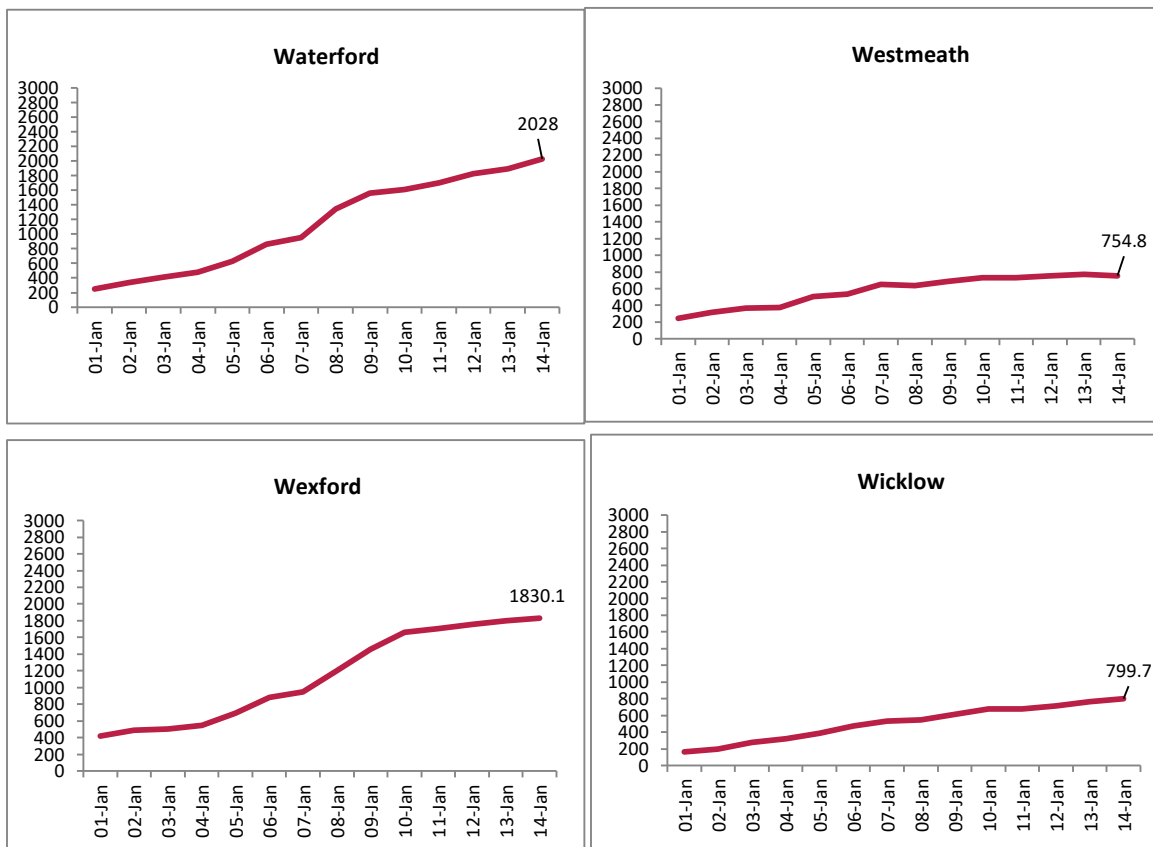 Waterford
3000
2800
2600
2400
2200
2000
1800
1600
1400
1200
1000
800
600
400
200
0
2028
01-Jan
02-Jan
03-Jan
04-Jan
05-Jan
06-Jan
07-Jan
08-Jan
09-Jan
10-Jan
11-Jan
12-Jan
13-Jan
14-Jan
Westmeath
3000
2800
2600
2400
2200
2000
1800
1600
1400
1200
1000
800
600
400
200
0
754.8
01-Jan
02-Jan
03-Jan
04-Jan
05-Jan
06-Jan
07-Jan
08-Jan
09-Jan
10-Jan
11-Jan
12-Jan
13-Jan
14-Jan
Wexford
3000
2800
2600
2400
2200
2000
1800
1600
1400
1200
1000
800
600
400
200
0
1830.1
01-Jan
02-Jan
03-Jan
04-Jan
05-Jan
06-Jan
07-Jan
08-Jan
09-Jan
10-Jan
11-Jan
12-Jan
13-Jan
14-Jan
Wicklow
3000
2800
2600
2400
2200
2000
1800
1600
1400
1200
1000
800
600
400
200
0
799.7
01-Jan
02-Jan
03-Jan
04-Jan
05-Jan
06-Jan
07-Jan
08-Jan
09-Jan
10-Jan
11-Jan
12-Jan
13-Jan
14-Jan